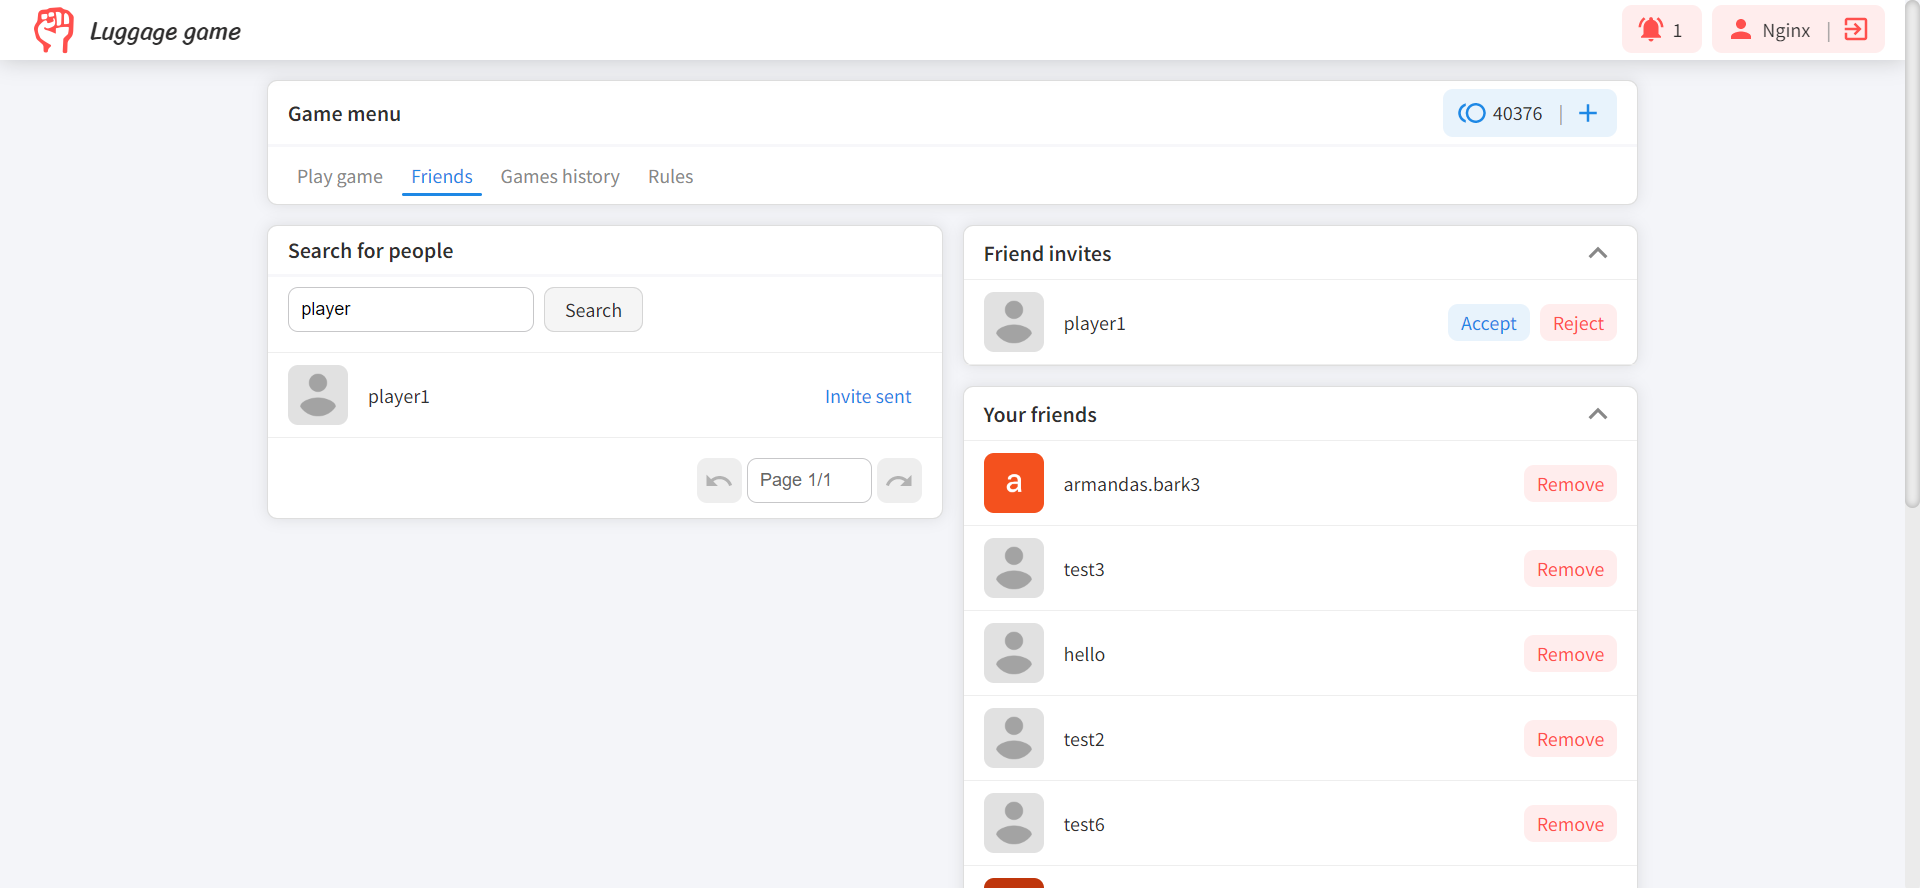 Luggage game
1
Nginx |
Game menu
40376 | +
Play game Friends Games history Rules
Search for people
player
Search
player1
Invite sent
Page 1/1
Friend invites
player1
Accept
Reject
Your friends
a
armandas.bark3
Remove
test3
Remove
hello
Remove
test2
Remove
test6
Remove